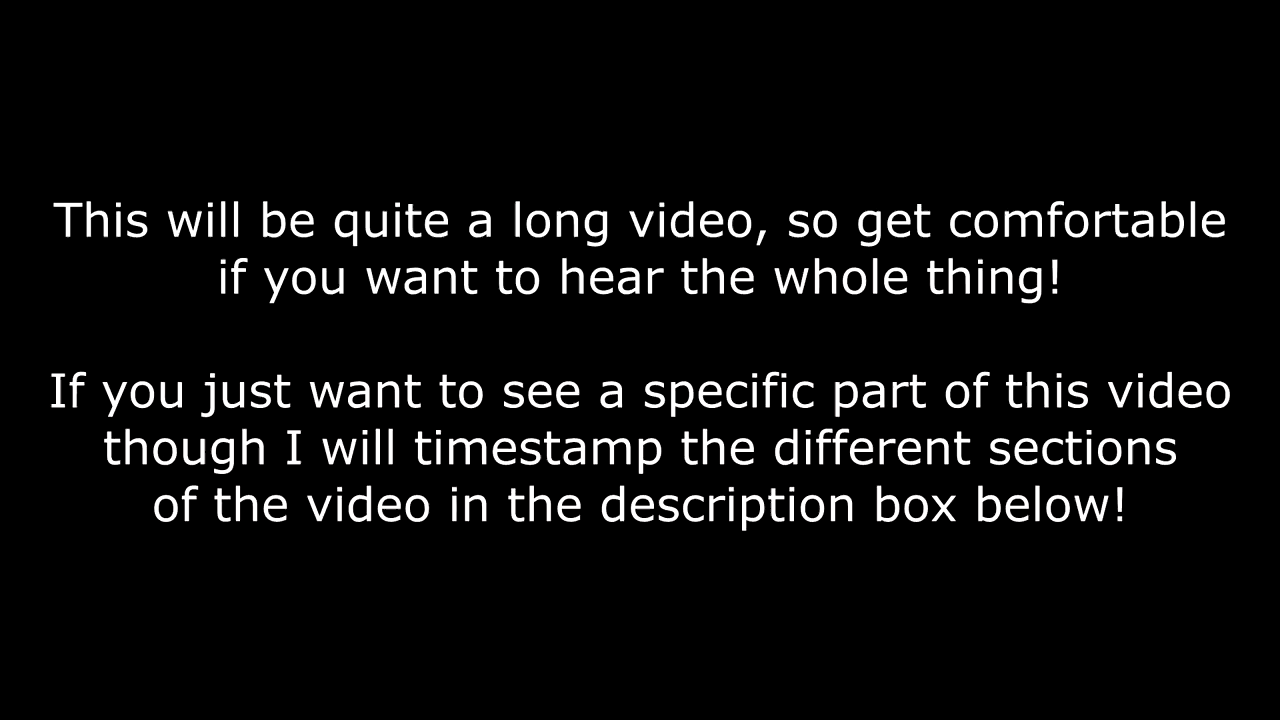 This will be quite a long video, so get comfortable
if you want to hear the whole thing!
If you just want to see a specific part of this video
though I will timestamp the different sections
of the video in the description box below!